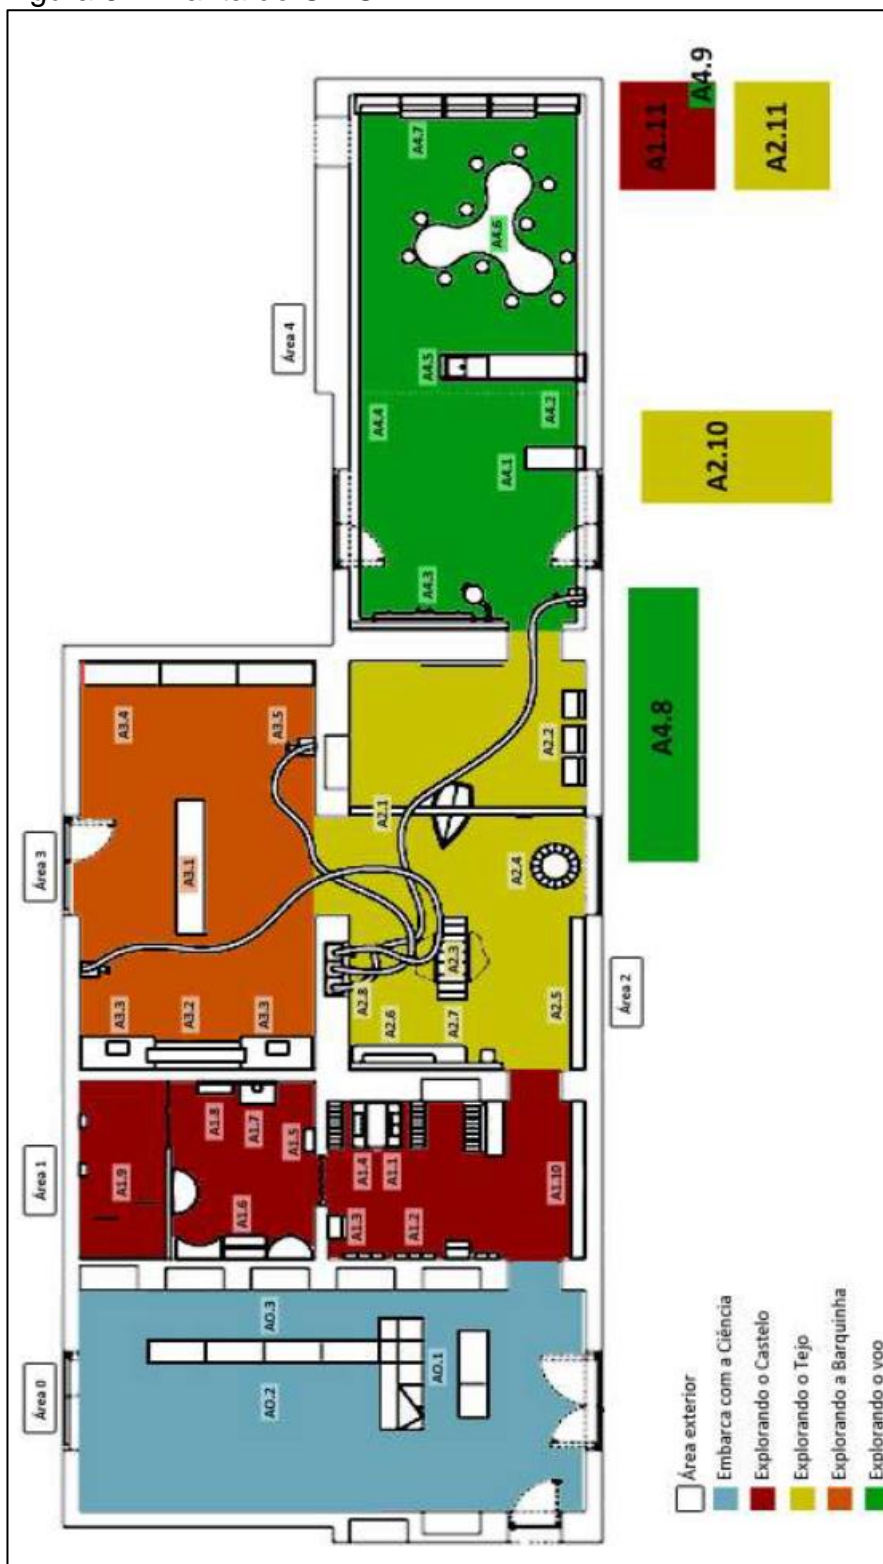 Área 0
Área 1
Área 3
Área 4
A0.2
A0.3
A0.1
A1.9
A1.6
A1.8
A1.7
A1.5
A1.3
A1.4
A1.1
A1.2
A1.10
A3.3
A3.4
A3.2
A3.1
A3.3
A3.5
A2.8
A2.6
A2.1
A2.3
A2.7
A2.4
A2.2
A2.5
A4.4
A4.7
A4.3
A4.5
A4.6
A4.1
A4.2
Área 2
A4.8
A2.10
A1.11
A4.9
A2.11
Área exterior
Embarca com a Ciência
Explorando o Castelo
Explorando o Tejo
Explorando a Barquinha
Explorando o voo